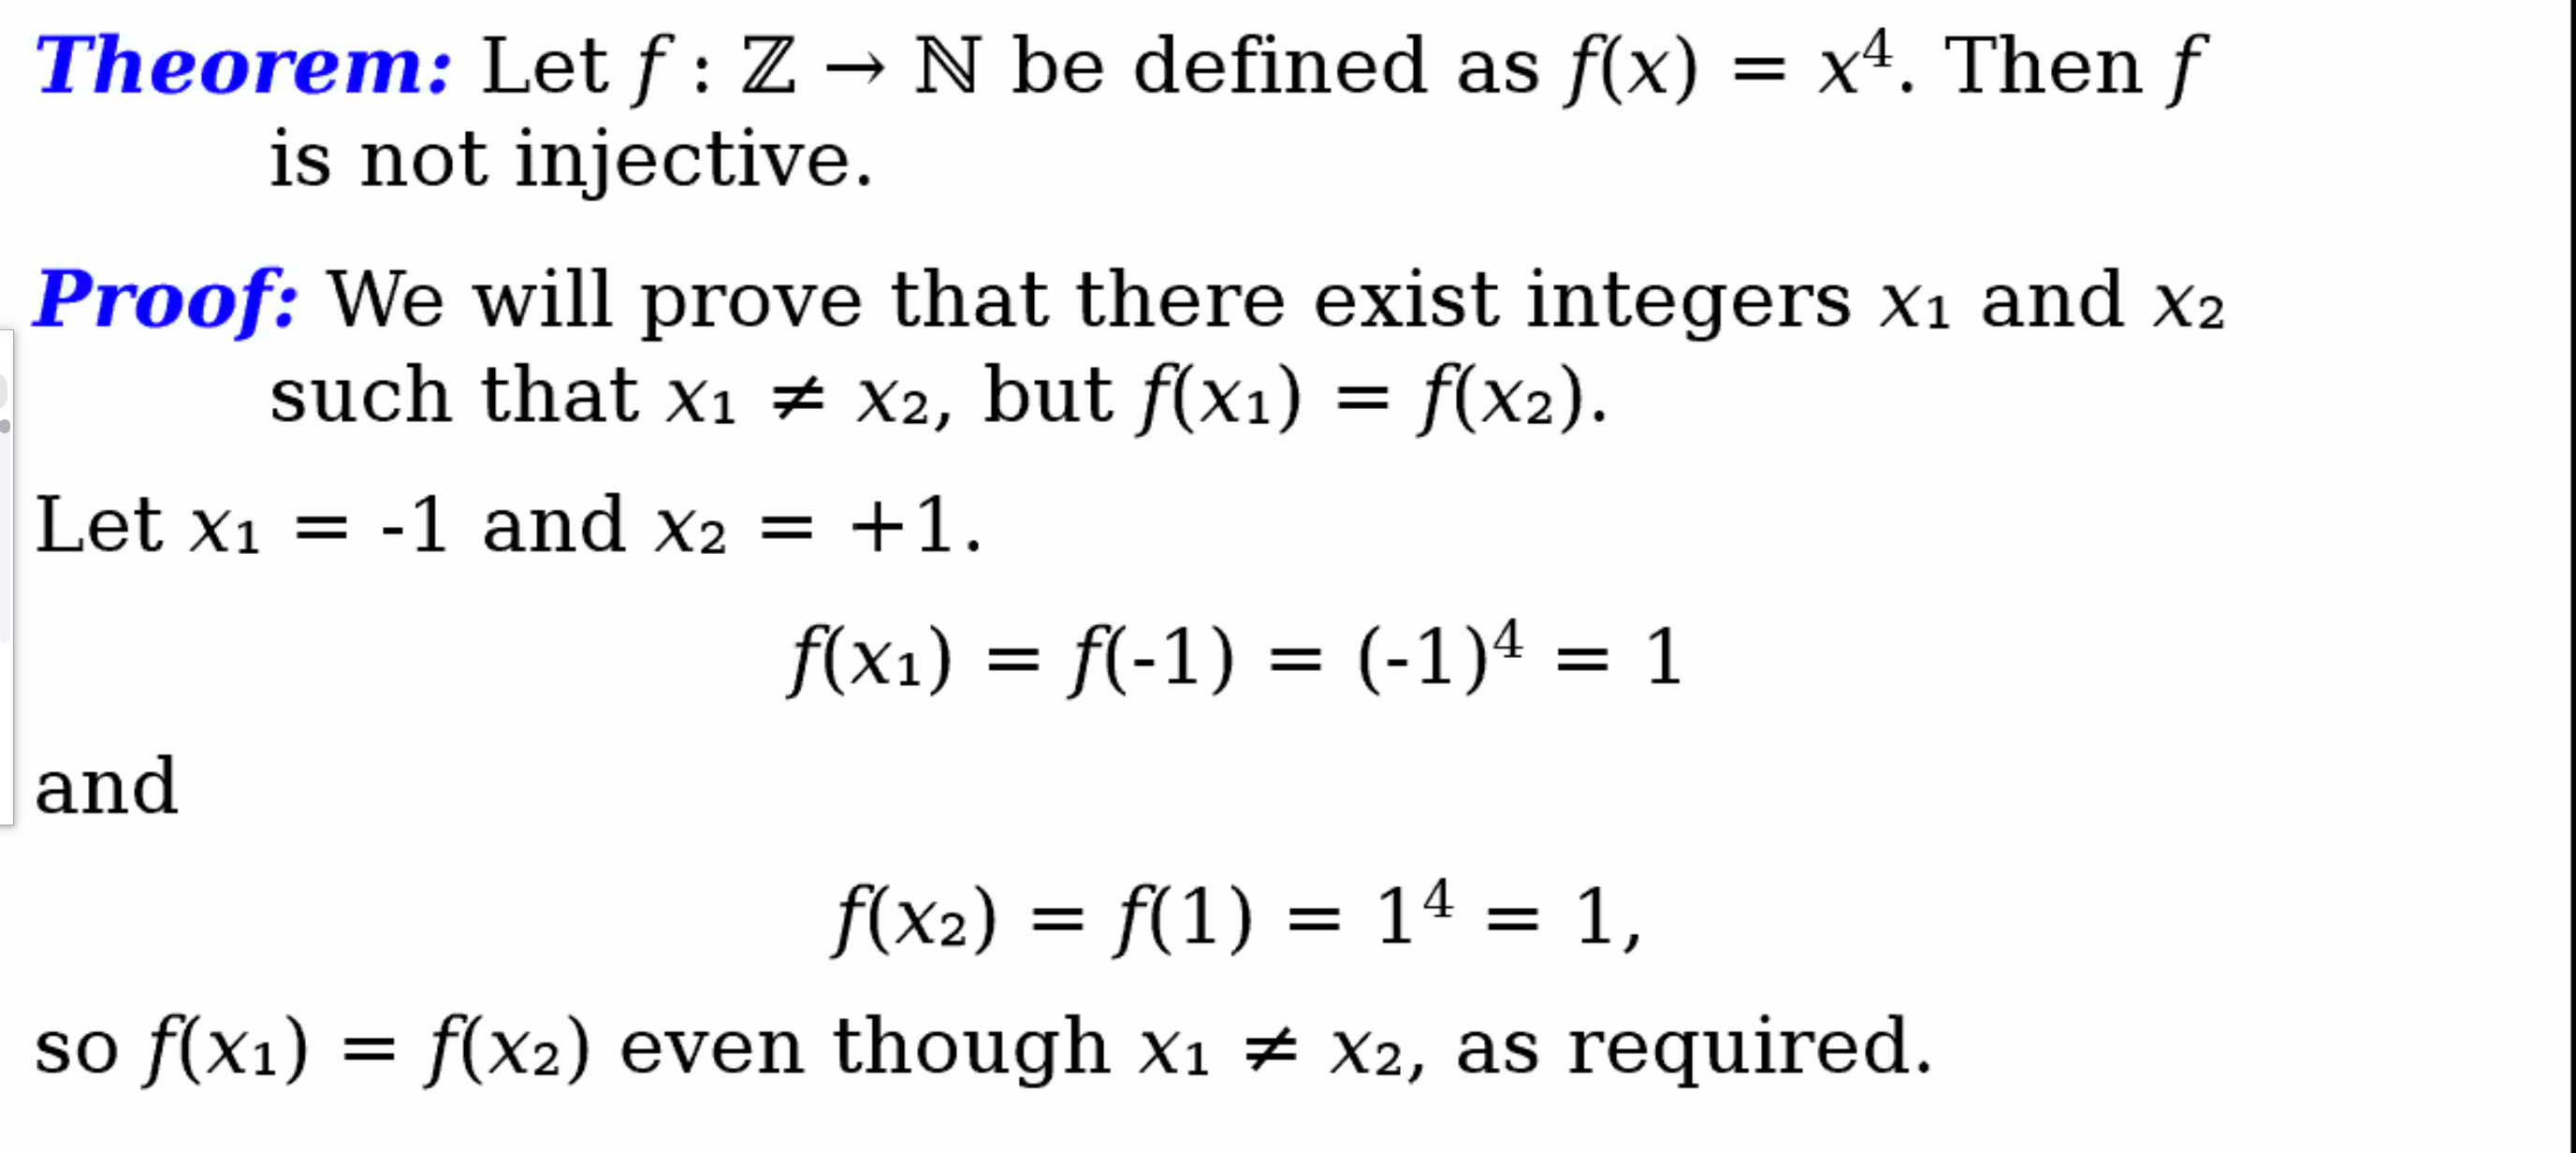 Theorem: Let f : ℤ → ℕ be defined as f(x) = x⁴. Then f
is not injective.
Proof: We will prove that there exist integers x₁ and x₂
such that x₁ ≠ x₂, but f(x₁) = f(x₂).
Let x₁ = -1 and x₂ = +1.
f(x₁) = f(-1) = (-1)⁴ = 1
and
f(x₂) = f(1) = 1⁴ = 1,
so f(x₁) = f(x₂) even though x₁ ≠ x₂, as required.